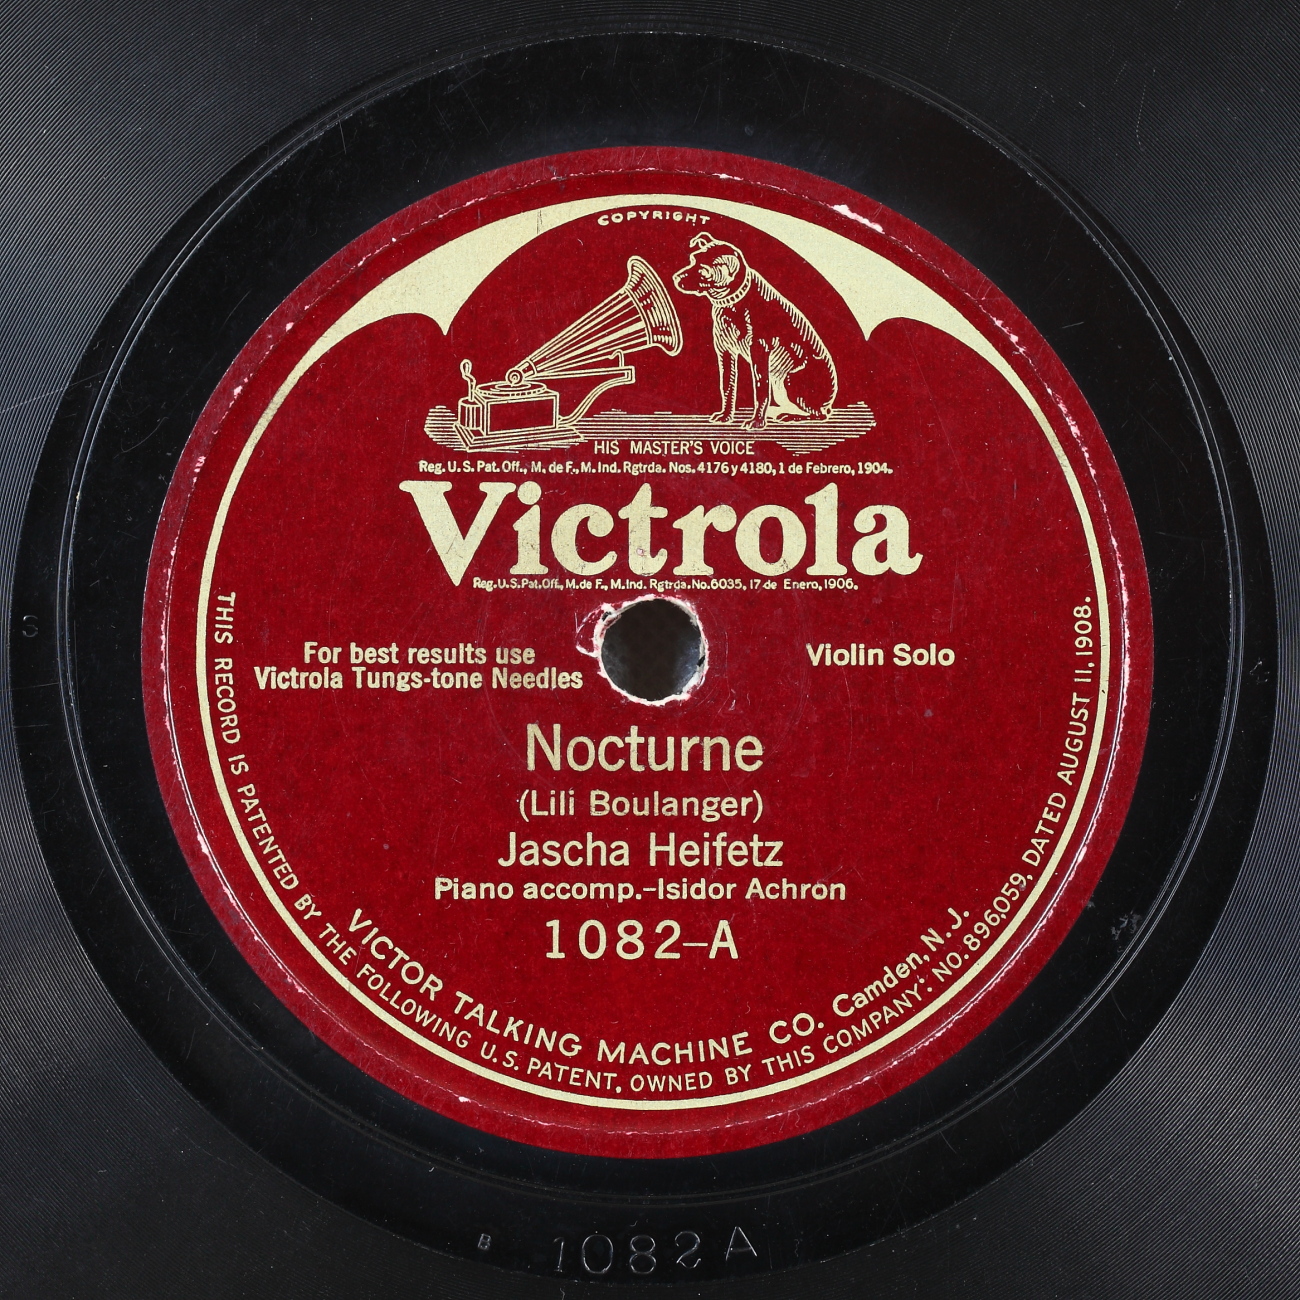 COPYRIGHT
HIS MASTER'S VOICE
Reg. U. S. Pat. Off., M. de F., M. Ind. Rgtrda. Nos. 4176 y 4180, 1 de Febrero, 1904.
Victrola
Reg. U. S. Pat. Off., M. de F., M. Ind. Rgtrda. No. 6035, 17 de Enero, 1906.
For best results use
Victrola Tungs-tone Needles
Violin Solo
Nocturne
(Lili Boulanger)
Jascha Heifetz
Piano accomp.-Isidor Achron
1082-A
VICTOR TALKING MACHINE CO. Camden, N. J.
THIS RECORD IS PATENTED BY THE FOLLOWING U. S. PATENT, OWNED BY THIS COMPANY: NO. 896,059, DATED AUGUST 11, 1908.
S
B 1082 A